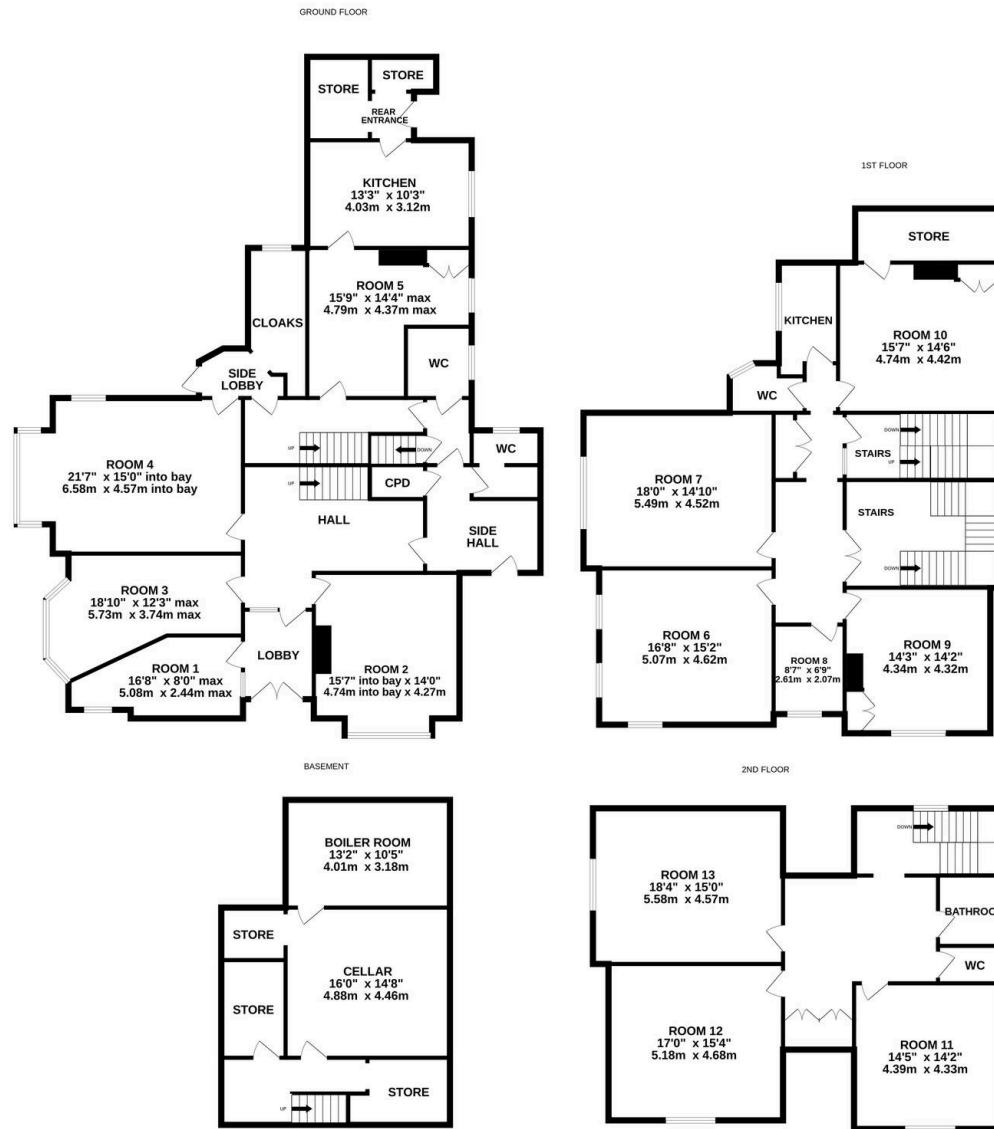 GROUND FLOOR
STORE
STORE
REAR
ENTRANCE
KITCHEN
13'3" x 10'3"
4.03m x 3.12m
ROOM 5
15'9" x 14'4" max
4.79m x 4.37m max
CLOAKS
WC
SIDE
LOBBY
ROOM 4
21'7" x 15'0" into bay
6.58m x 4.57m into bay
UP
DOWN
WC
UP
CPD
HALL
SIDE
HALL
ROOM 3
18'10" x 12'3" max
5.73m x 3.74m max
ROOM 1
16'8" x 8'0" max
5.08m x 2.44m max
LOBBY
ROOM 2
15'7" into bay x 14'0"
4.74m into bay x 4.27m
1ST FLOOR
STORE
KITCHEN
ROOM 10
15'7" x 14'6"
4.74m x 4.42m
WC
DOWN
STAIRS
UP
ROOM 7
18'0" x 14'10"
5.49m x 4.52m
STAIRS
DOWN
ROOM 6
16'8" x 15'2"
5.07m x 4.62m
ROOM 8
8'7" x 6'9"
2.61m x 2.07m
ROOM 9
14'3" x 14'2"
4.34m x 4.32m
BASEMENT
BOILER ROOM
13'2" x 10'5"
4.01m x 3.18m
STORE
CELLAR
16'0" x 14'8"
4.88m x 4.46m
STORE
STORE
UP
2ND FLOOR
DOWN
ROOM 13
18'4" x 15'0"
5.58m x 4.57m
BATHROO
WC
ROOM 12
17'0" x 15'4"
5.18m x 4.68m
ROOM 11
14'5" x 14'2"
4.39m x 4.33m